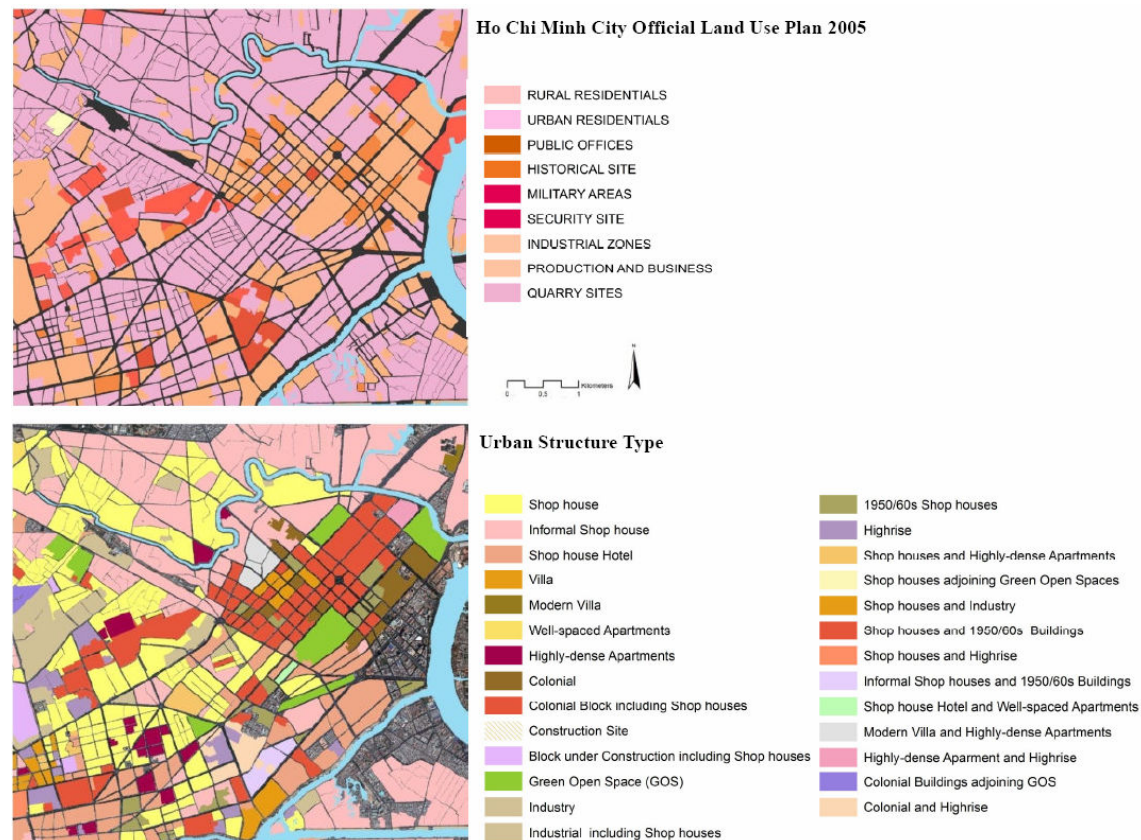 Ho Chi Minh City Official Land Use Plan 2005
RURAL RESIDENTIALS
URBAN RESIDENTIALS
PUBLIC OFFICES
HISTORICAL SITE
MILITARY AREAS
SECURITY SITE
INDUSTRIAL ZONES
PRODUCTION AND BUSINESS
QUARRY SITES
N
Kilometers
0 0.5 1
Urban Structure Type
Shop house
Informal Shop house
Shop house Hotel
Villa
Modern Villa
Well-spaced Apartments
Highly-dense Apartments
Colonial
Colonial Block including Shop houses
Construction Site
Block under Construction including Shop houses
Green Open Space (GOS)
Industry
Industrial including Shop houses
1950/60s Shop houses
Highrise
Shop houses and Highly-dense Apartments
Shop houses adjoining Green Open Spaces
Shop houses and Industry
Shop houses and 1950/60s Buildings
Shop houses and Highrise
Informal Shop houses and 1950/60s Buildings
Shop house Hotel and Well-spaced Apartments
Modern Villa and Highly-dense Apartments
Highly-dense Aparment and Highrise
Colonial Buildings adjoining GOS
Colonial and Highrise